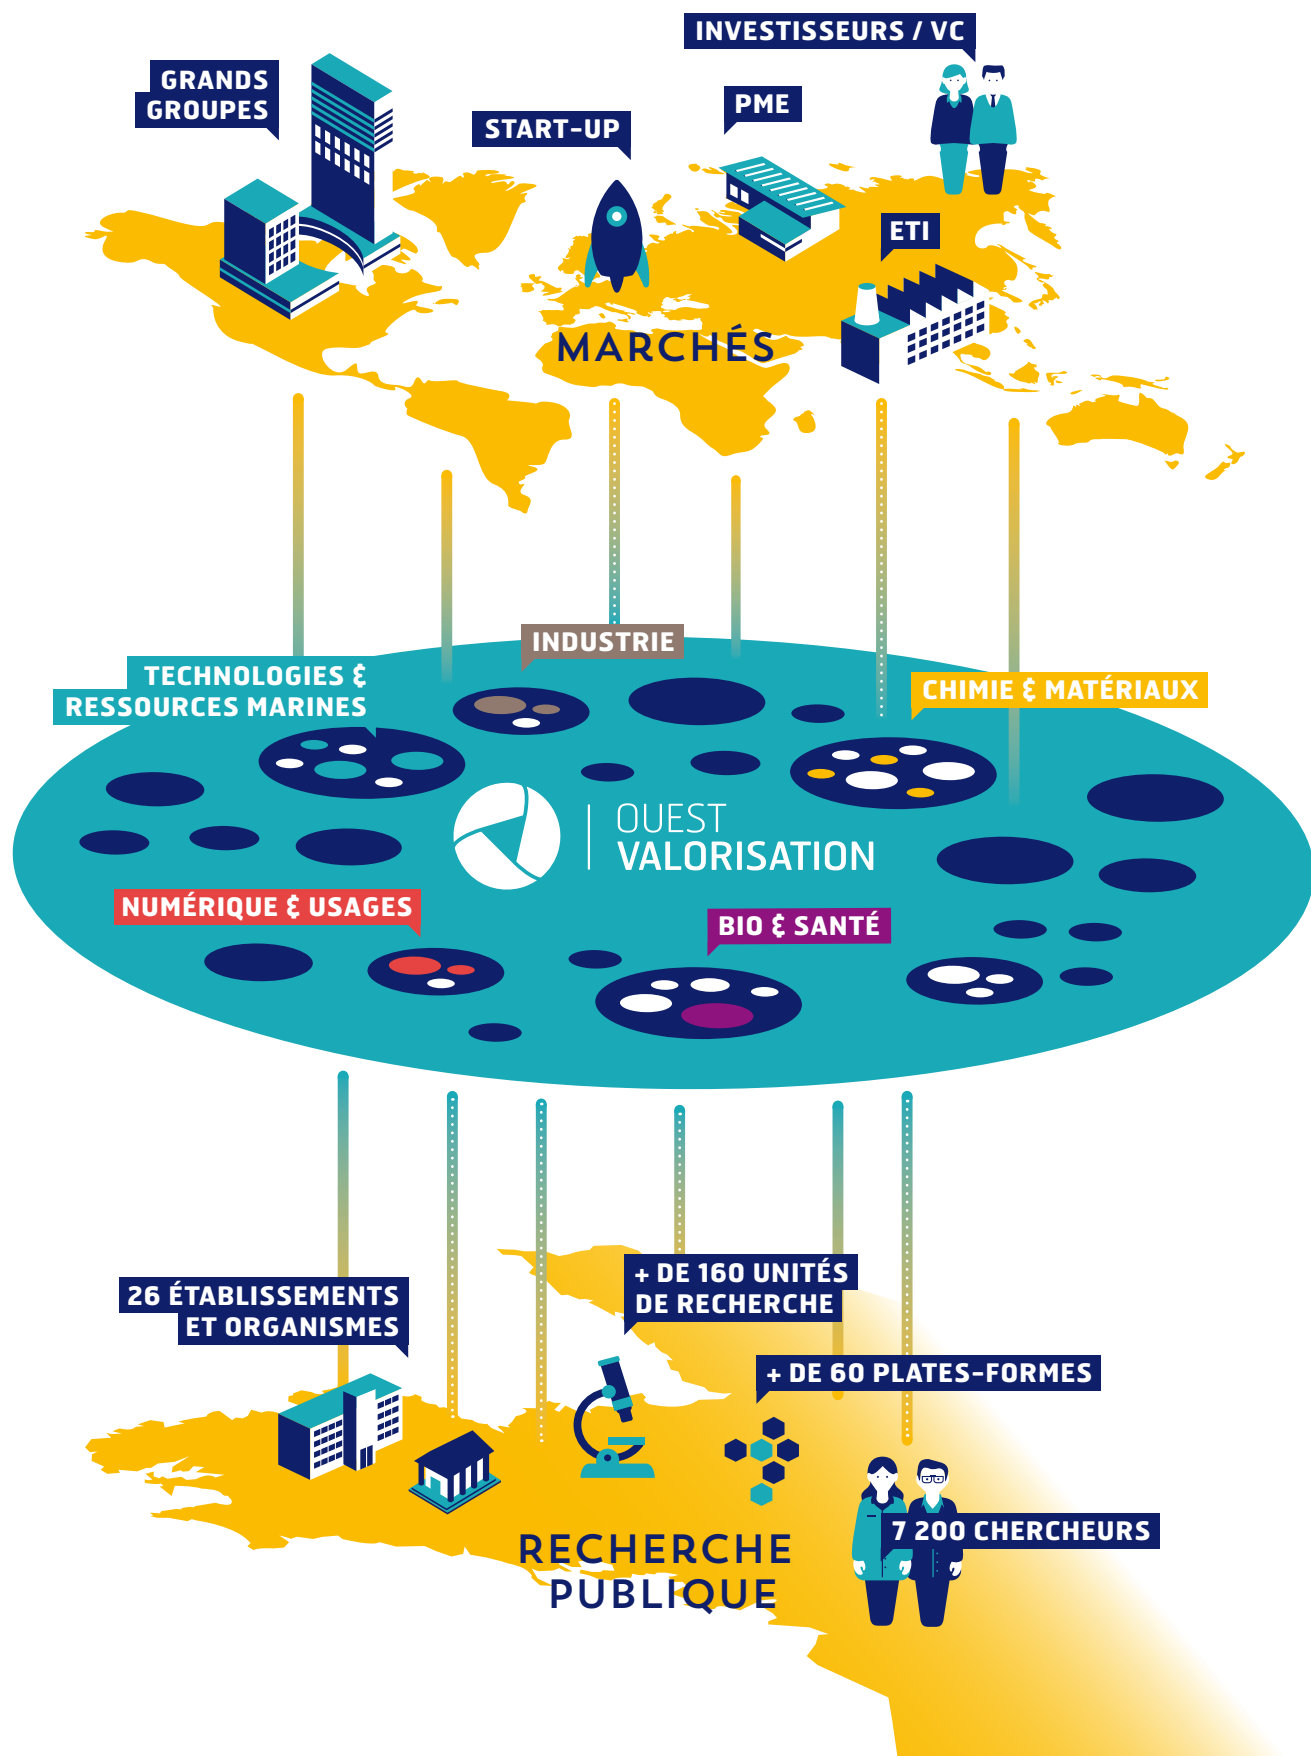 INVESTISSEURS / VC
GRANDS
GROUPES
PME
START-UP
ETI
MARCHÉS
INDUSTRIE
TECHNOLOGIES &
RESSOURCES MARINES
CHIMIE & MATÉRIAUX
OUEST
VALORISATION
NUMÉRIQUE & USAGES
BIO & SANTÉ
+ DE 160 UNITÉS
DE RECHERCHE
26 ÉTABLISSEMENTS
ET ORGANISMES
+ DE 60 PLATES-FORMES
7 200 CHERCHEURS
RECHERCHE
PUBLIQUE